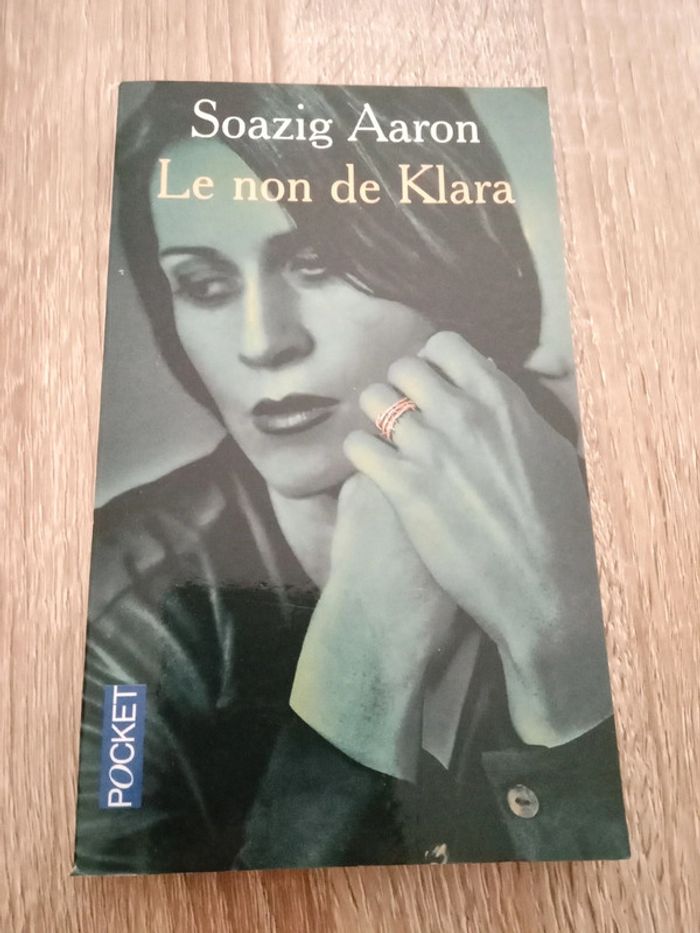 Soazig Aaron
Le non de Klara
POCKET